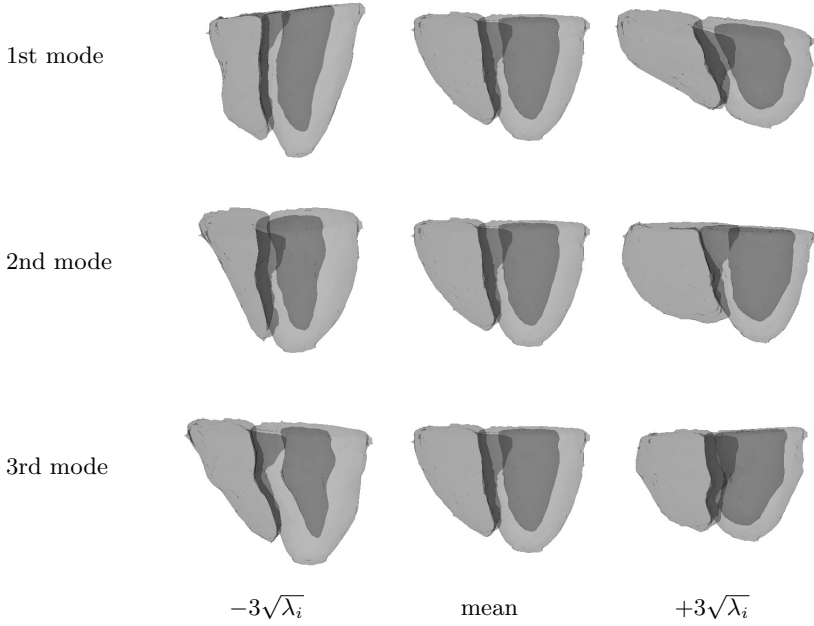 1st mode
2nd mode
3rd mode
−3√λᵢ mean +3√λᵢ